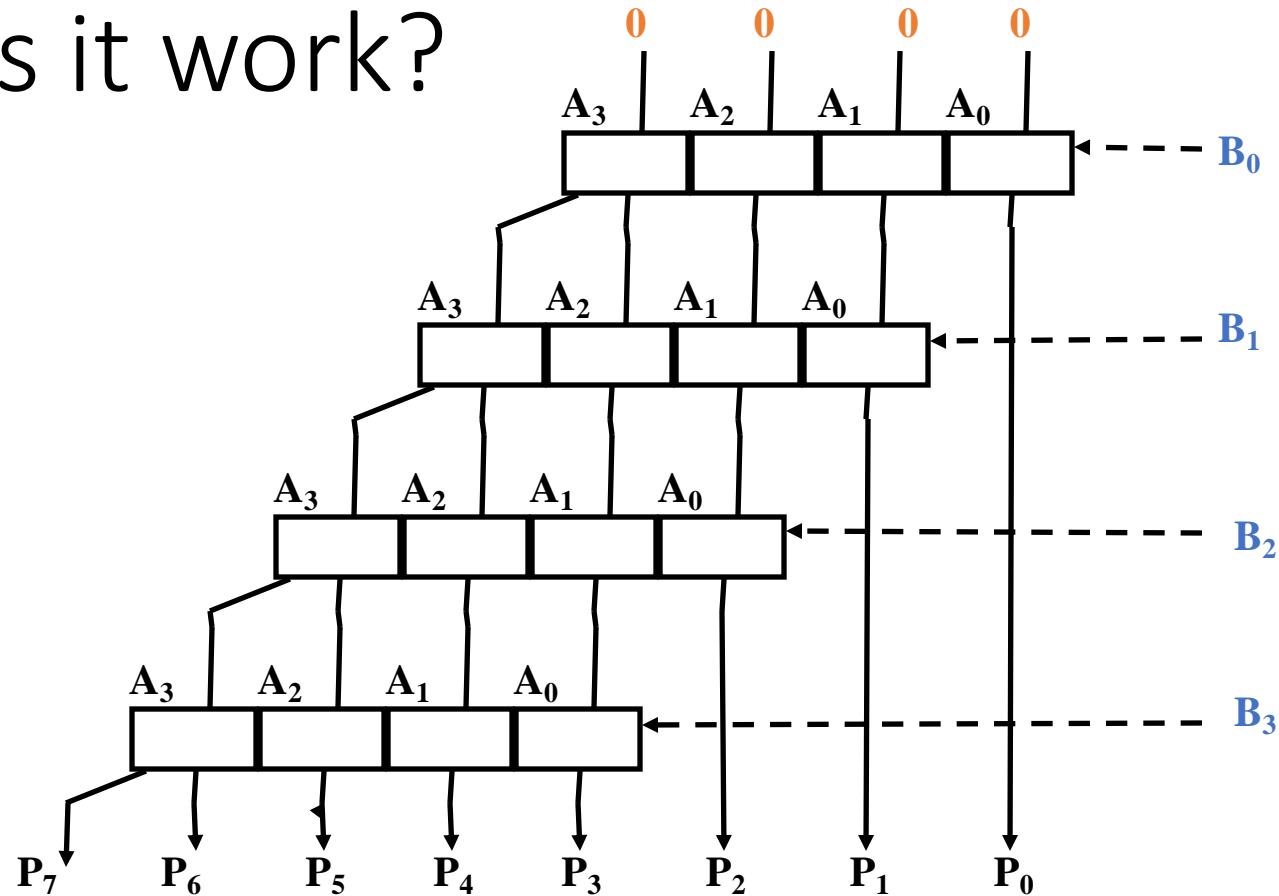 s it work?
0 0 0 0
A₃ A₂ A₁ A₀
B₀
A₃ A₂ A₁ A₀
B₁
A₃ A₂ A₁ A₀
B₂
A₃ A₂ A₁ A₀
B₃
P₇ P₆ P₅ P₄ P₃ P₂ P₁ P₀